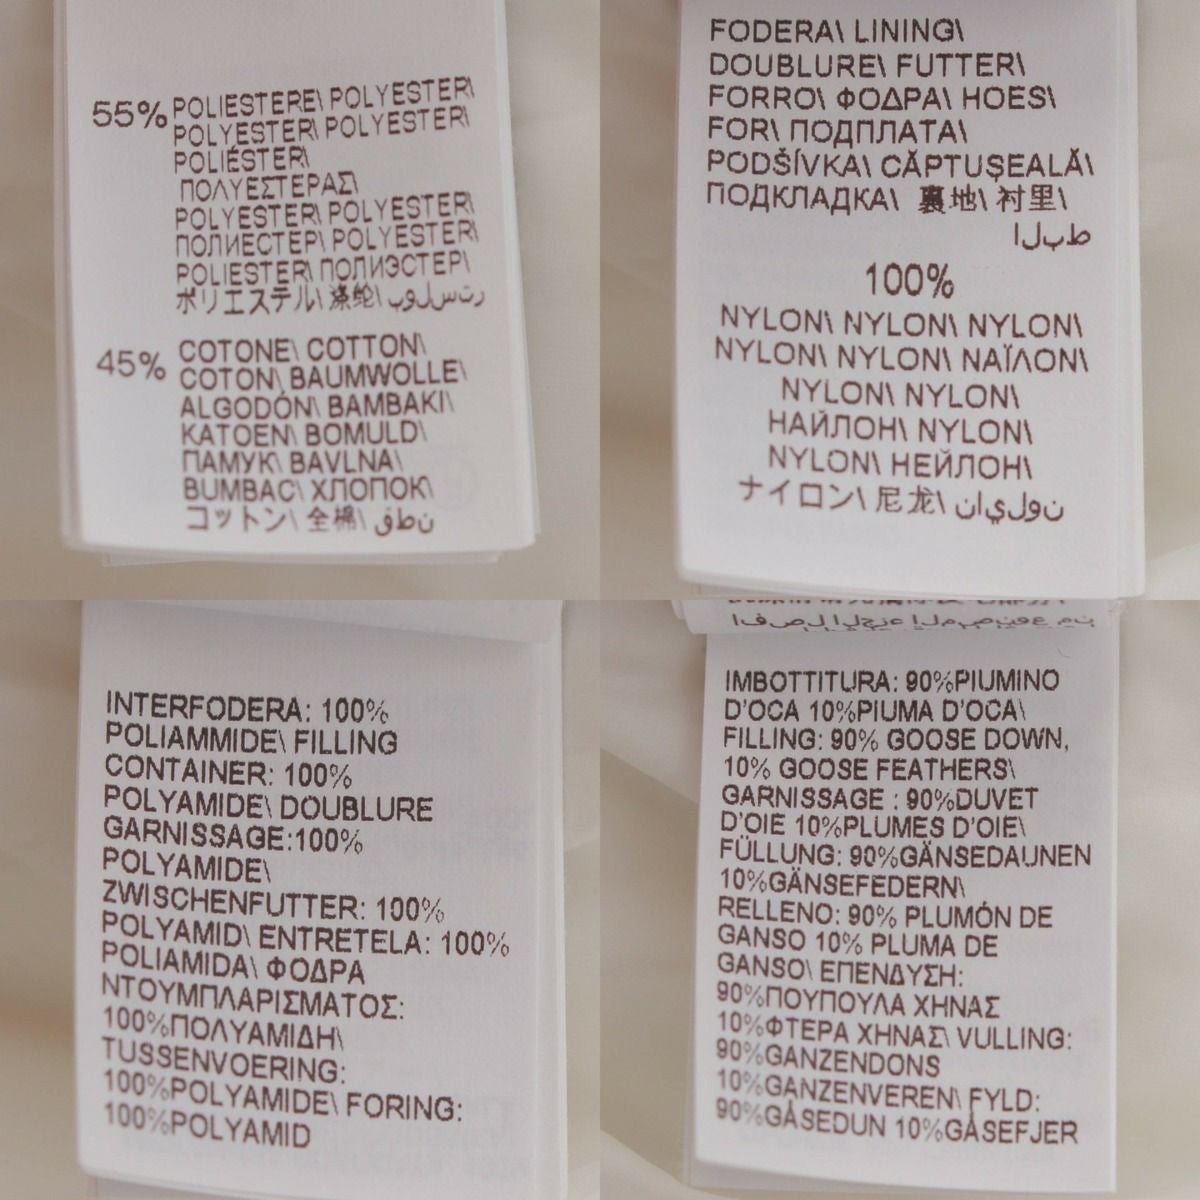 55% POLIESTERE\ POLYESTER\
POLYESTER\ POLYESTER\
POLIÉSTER\
ΠΟΛΥΕΣΤΕΡΑΣ\
POLYESTER\ POLYESTER\
ПОЛИЕСТЕР\ POLYESTER\
POLIESTER\ ПОЛИЭСТЕР\
ポリエステル\ 涤纶\ بولستر
45% COTONE\ COTTON\
COTON\ BAUMWOLLE\
ALGODÓN\ BAMBAKI\
KATOEN\ BOMULD\
ПАМУК\ BAVLNA\
BUMBAC\ ХЛОПОК\
コットン\ 全棉\ قطن
FODERA\ LINING\
DOUBLURE\ FUTTER\
FORRO\ ΦΟΔΡΑ\ HOES\
FOR\ ПОДПЛАТА\
PODŠÍVKA\ CĂPTUŞEALĂ\
ПОДКЛАДКА\ 裏地\ 衬里\
البط
100%
NYLON\ NYLON\ NYLON\
NYLON\ NYLON\ ΝΑΪΛΟΝ\
NYLON\ NYLON\
НАЙЛОН\ NYLON\
NYLON\ НЕЙЛОН\
ナイロン\ 尼龙\ نايلون
INTERFODERA: 100%
POLIAMMIDE\ FILLING
CONTAINER: 100%
POLYAMIDE\ DOUBLURE
GARNISSAGE:100%
POLYAMIDE\
ZWISCHENFUTTER: 100%
POLYAMID\ ENTRETELA: 100%
POLIAMIDA\ ΦΟΔΡΑ
ΝΤΟΥΜΠΛΑΡΙΣΜΑΤΟΣ:
100%ΠΟΛΥΑΜΙΔΗ\
TUSSENVOERING:
100%POLYAMIDE\ FORING:
100%POLYAMID
الفصل الجزء المصنوع من
IMBOTTITURA: 90%PIUMINO
D'OCA 10%PIUMA D'OCA\
FILLING: 90% GOOSE DOWN,
10% GOOSE FEATHERS\
GARNISSAGE : 90%DUVET
D'OIE 10%PLUMES D'OIE\
FÜLLUNG: 90%GÄNSEDAUNEN
10%GÄNSEFEDERN\
RELLENO: 90% PLUMÓN DE
GANSO 10% PLUMA DE
GANSO\ ΕΠΕΝΔΥΣΗ:
90%ΠΟΥΠΟΥΛΑ ΧΗΝΑΣ
10%ΦΤΕΡΑ ΧΗΝΑΣ\ VULLING:
90%GANZENDONS
10%GANZENVEREN\ FYLD:
90%GÅSEDUN 10%GÅSEFJER